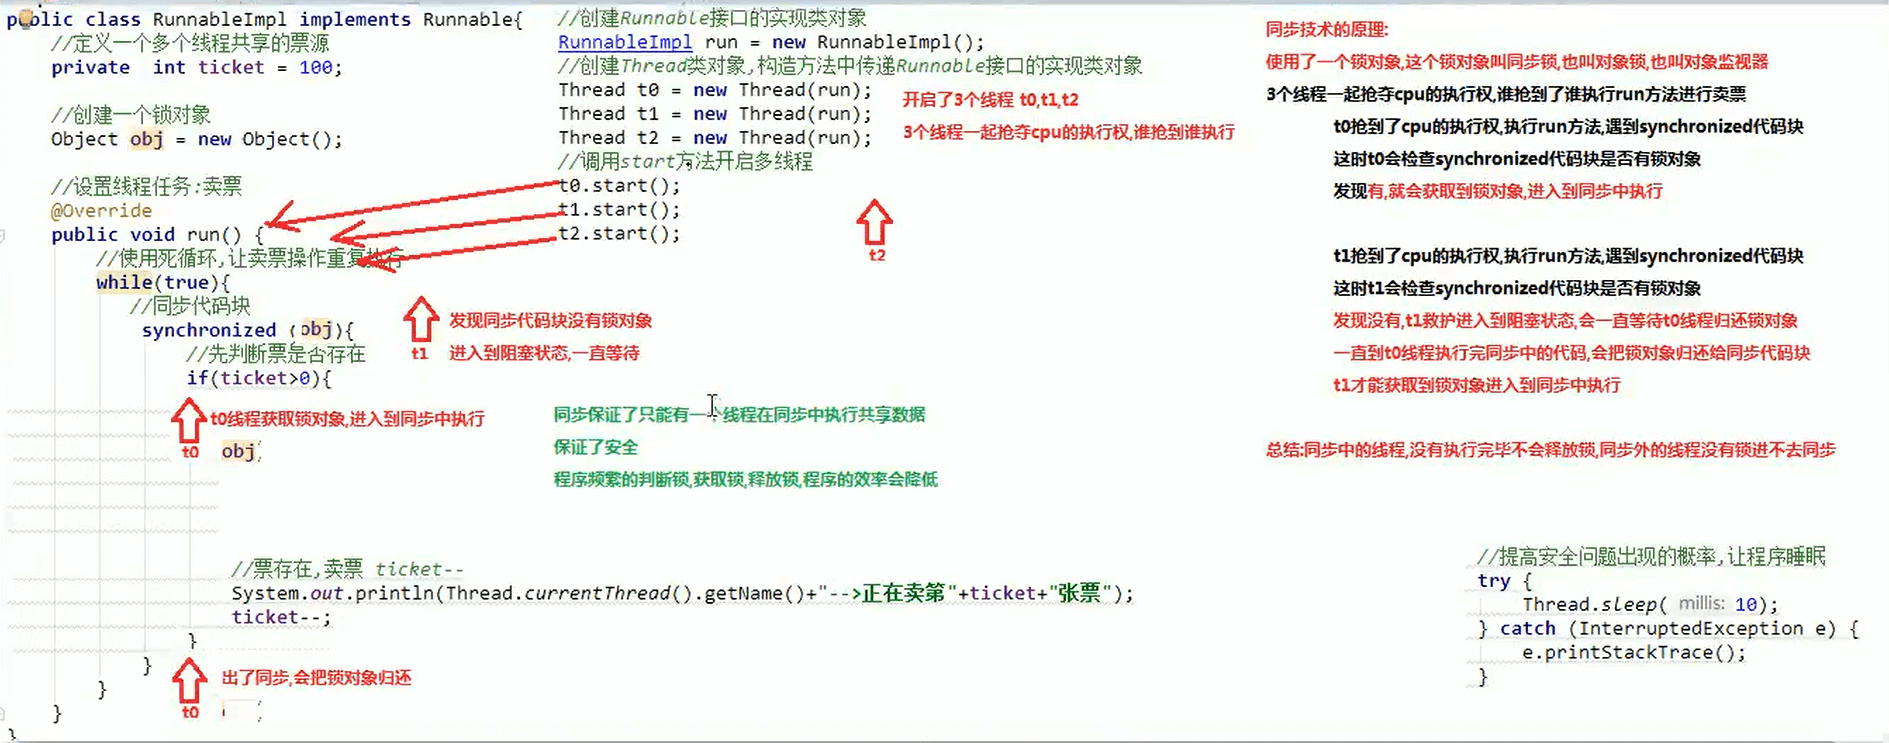 public class RunnableImpl implements Runnable{
//定义一个多个线程共享的票源
private  int ticket = 100;
//创建一个锁对象
Object obj = new Object();
//设置线程任务:卖票
@Override
public void run() {
//使用死循环,让卖票操作重复执行
while(true){
//同步代码块
synchronized (obj){
//先判断票是否存在
if(ticket>0){
t0线程获取锁对象,进入到同步中执行
t0
obj
//票存在,卖票 ticket--
System.out.println(Thread.currentThread().getName()+"-->正在卖第"+ticket+"张票");
ticket--;
}
}
出了同步,会把锁对象归还
}
t0
}
}
//创建Runnable接口的实现类对象
RunnableImpl run = new RunnableImpl();
//创建Thread类对象,构造方法中传递Runnable接口的实现类对象
Thread t0 = new Thread(run);
Thread t1 = new Thread(run);
Thread t2 = new Thread(run);
开启了3个线程 t0,t1,t2
3个线程一起抢夺cpu的执行权,谁抢到谁执行
//调用start方法开启多线程
t0.start();
t1.start();
t2.start();
t2
发现同步代码块没有锁对象
t1
进入到阻塞状态,一直等待
同步保证了只能有一个线程在同步中执行共享数据
保证了安全
程序频繁的判断锁,获取锁,释放锁,程序的效率会降低
同步技术的原理:
使用了一个锁对象,这个锁对象叫同步锁,也叫对象锁,也叫对象监视器
3个线程一起抢夺cpu的执行权,谁抢到了谁执行run方法进行卖票
t0抢到了cpu的执行权,执行run方法,遇到synchronized代码块
这时t0会检查synchronized代码块是否有锁对象
发现有,就会获取到锁对象,进入到同步中执行
t1抢到了cpu的执行权,执行run方法,遇到synchronized代码块
这时t1会检查synchronized代码块是否有锁对象
发现没有,t1救护进入到阻塞状态,会一直等待t0线程归还锁对象
一直到t0线程执行完同步中的代码,会把锁对象归还给同步代码块
t1才能获取到锁对象进入到同步中执行
总结:同步中的线程,没有执行完毕不会释放锁,同步外的线程没有锁进不去同步
//提高安全问题出现的概率,让程序睡眠
try {
Thread.sleep( millis: 10);
} catch (InterruptedException e) {
e.printStackTrace();
}